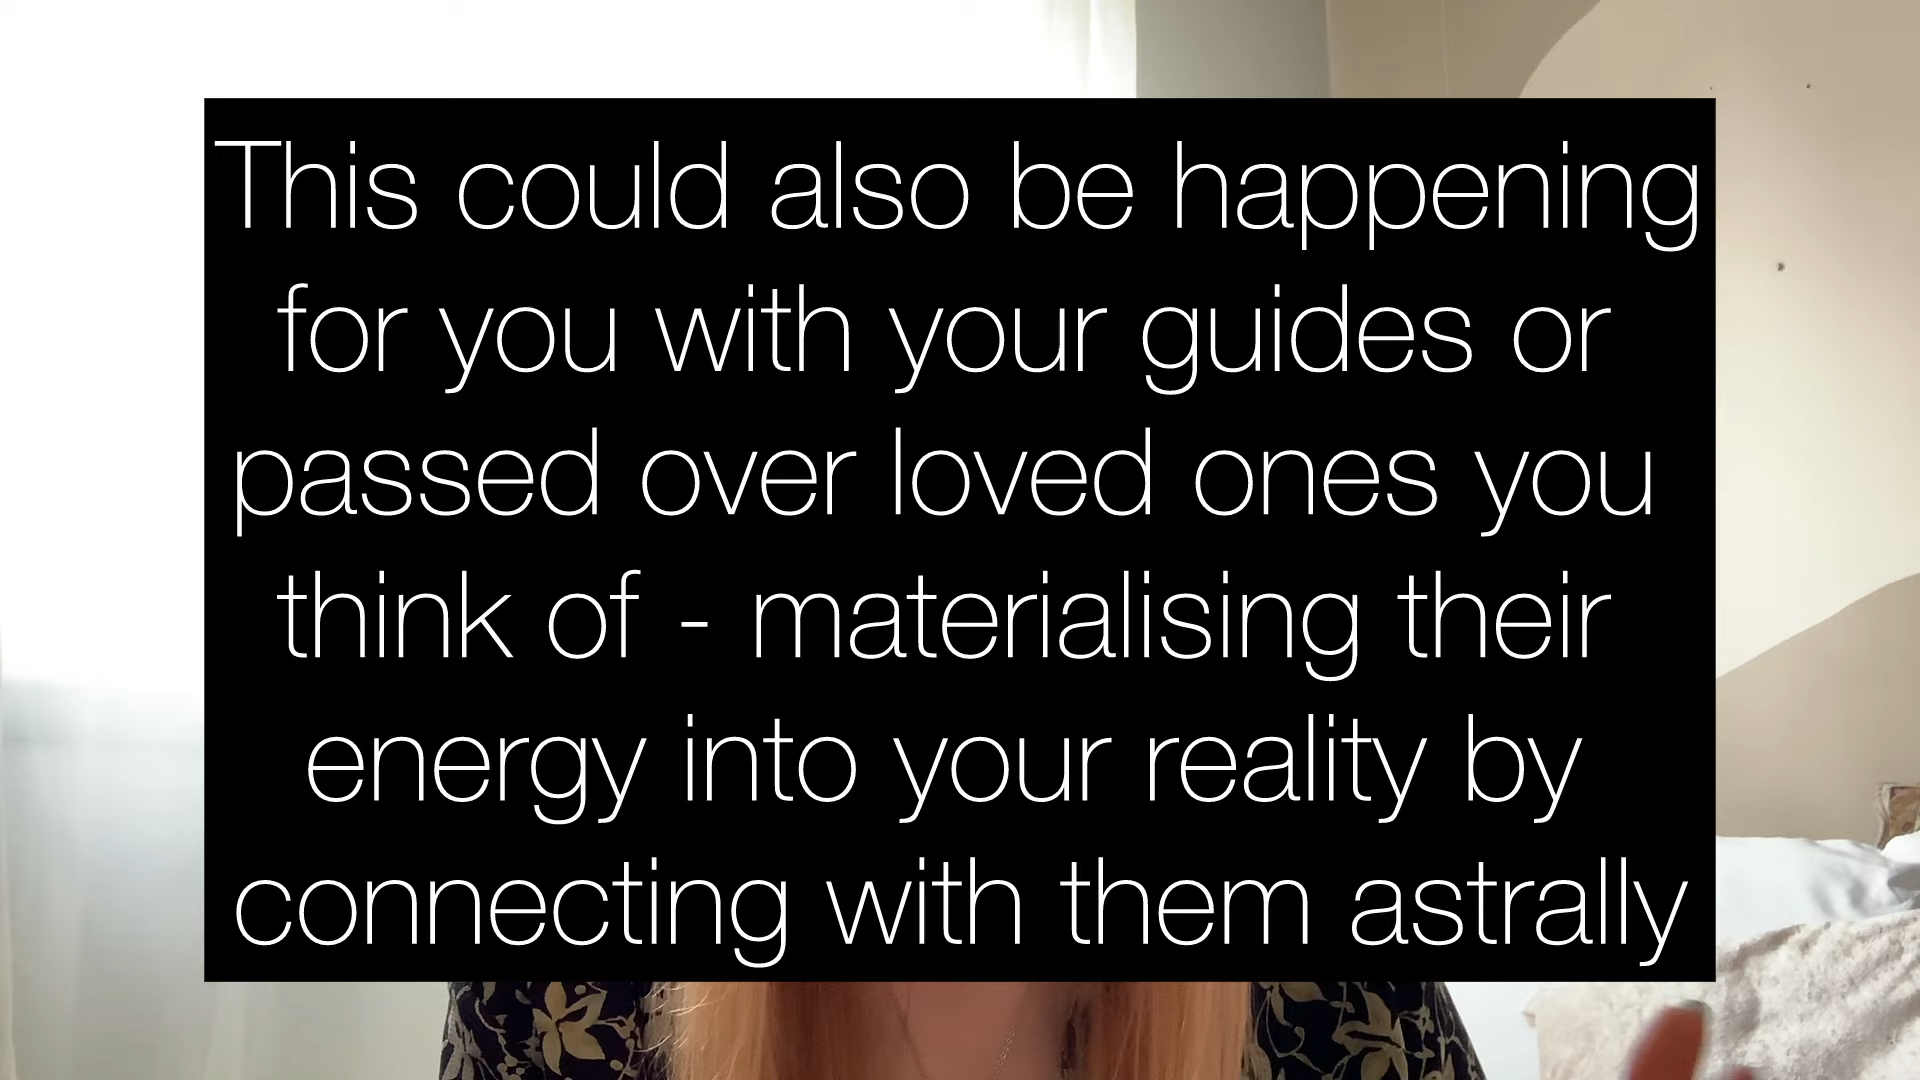 This could also be happening
for you with your guides or
passed over loved ones you
think of - materialising their
energy into your reality by
connecting with them astrally